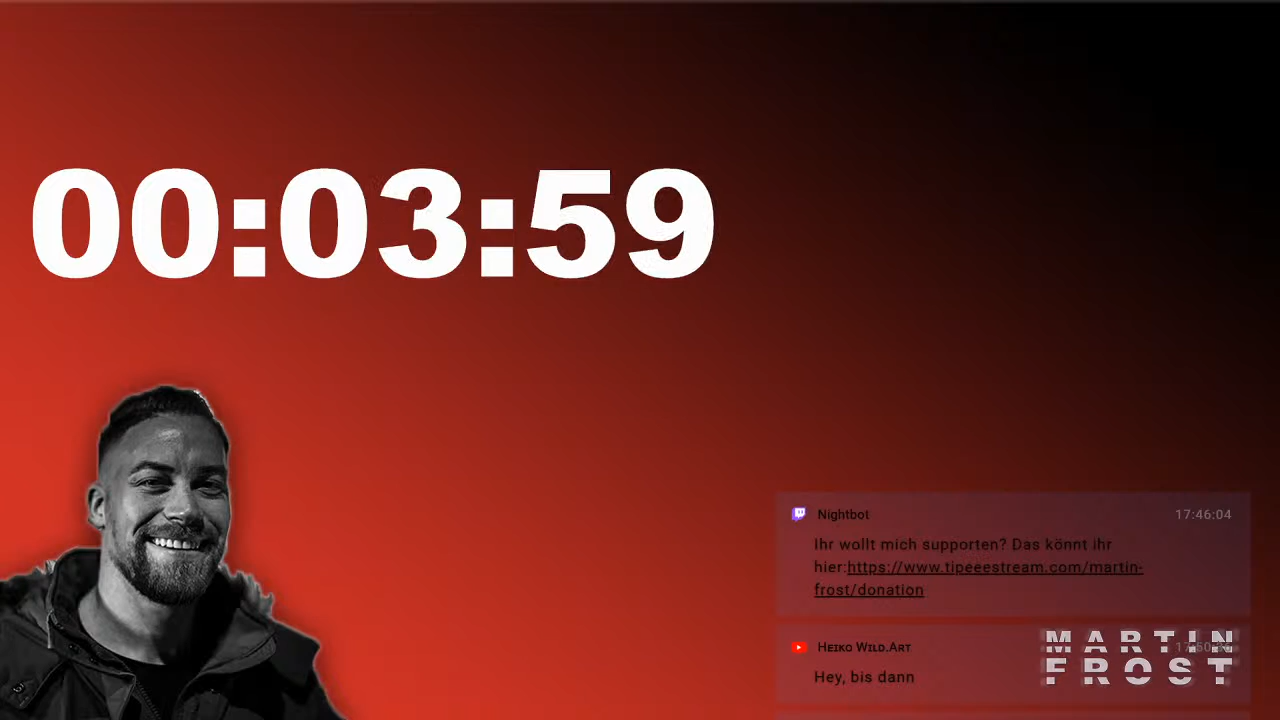 00:03:59
Nightbot 17:46:04
Ihr wollt mich supporten? Das könnt ihr
hier:https://www.tipeeestream.com/martin-
frost/donation
Heiko Wild.Art
Hey, bis dann
MARTIN
FROST